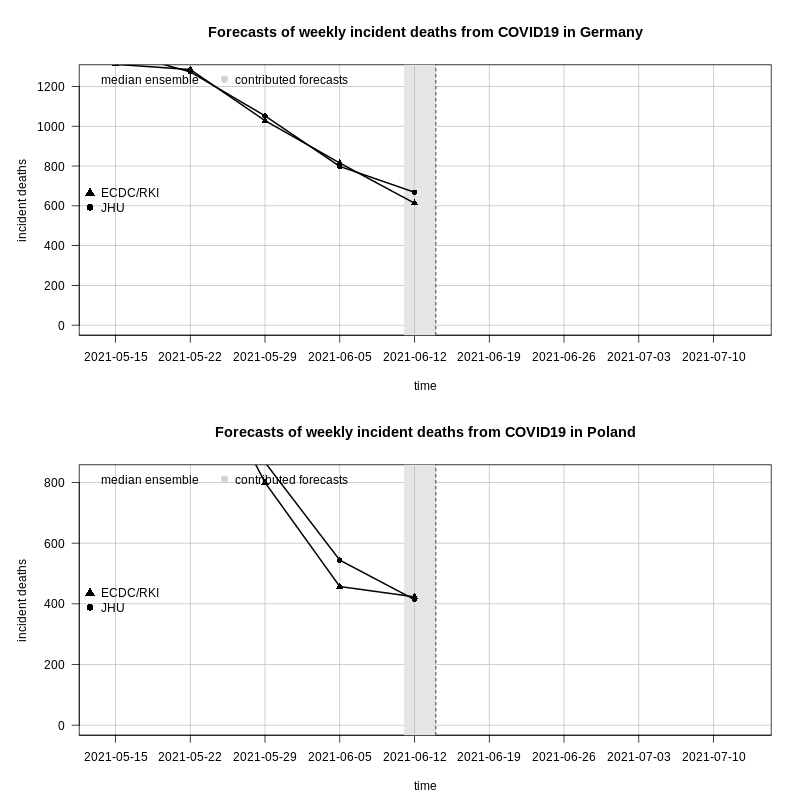 Forecasts of weekly incident deaths from COVID19 in Germany
median ensemble contributed forecasts
1200
1000
800
600
400
200
0
incident deaths
ECDC/RKI
JHU
2021-05-15 2021-05-22 2021-05-29 2021-06-05 2021-06-12 2021-06-19 2021-06-26 2021-07-03 2021-07-10
time
Forecasts of weekly incident deaths from COVID19 in Poland
median ensemble contributed forecasts
800
600
400
200
0
incident deaths
ECDC/RKI
JHU
2021-05-15 2021-05-22 2021-05-29 2021-06-05 2021-06-12 2021-06-19 2021-06-26 2021-07-03 2021-07-10
time